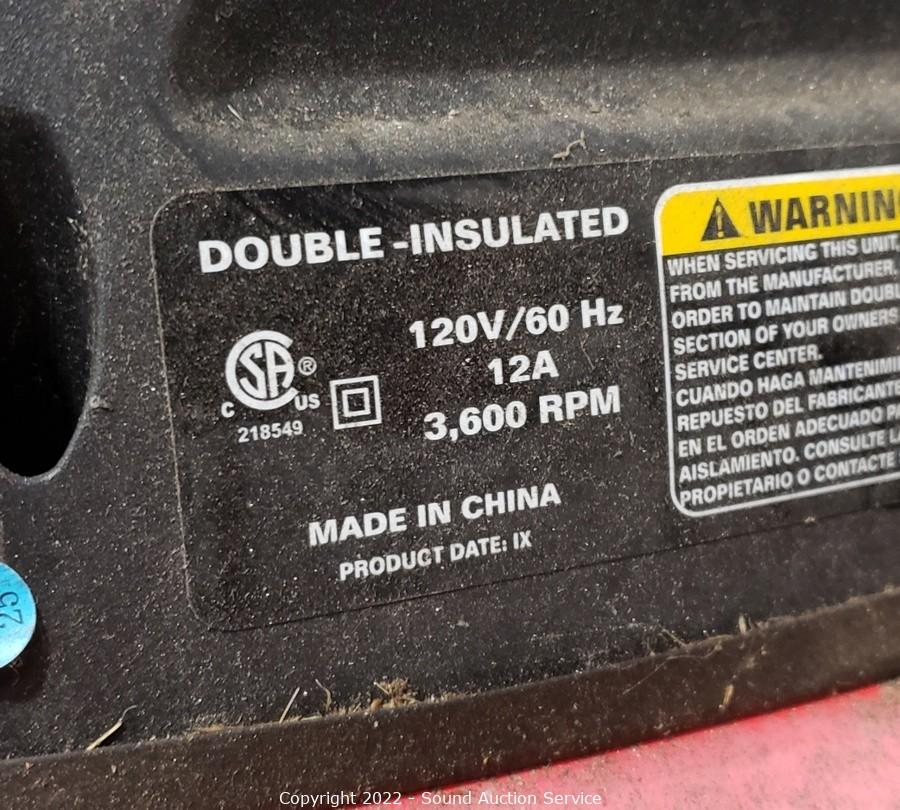 DOUBLE-INSULATED
120V/60 Hz
12A
3,600 RPM
SA®
C US
218549
MADE IN CHINA
PRODUCT DATE: IX
WARNING
WHEN SERVICING THIS UNIT,
FROM THE MANUFACTURER.
ORDER TO MAINTAIN DOUBL
SECTION OF YOUR OWNERS
SERVICE CENTER.
CUANDO HAGA MANTENIMI
REPUESTO DEL FABRICANTE
EN EL ORDEN ADECUADO PA
AISLAMIENTO. CONSULTE LA
PROPIETARIO O CONTACTE
25
Copyright 2022 - Sound Auction Service